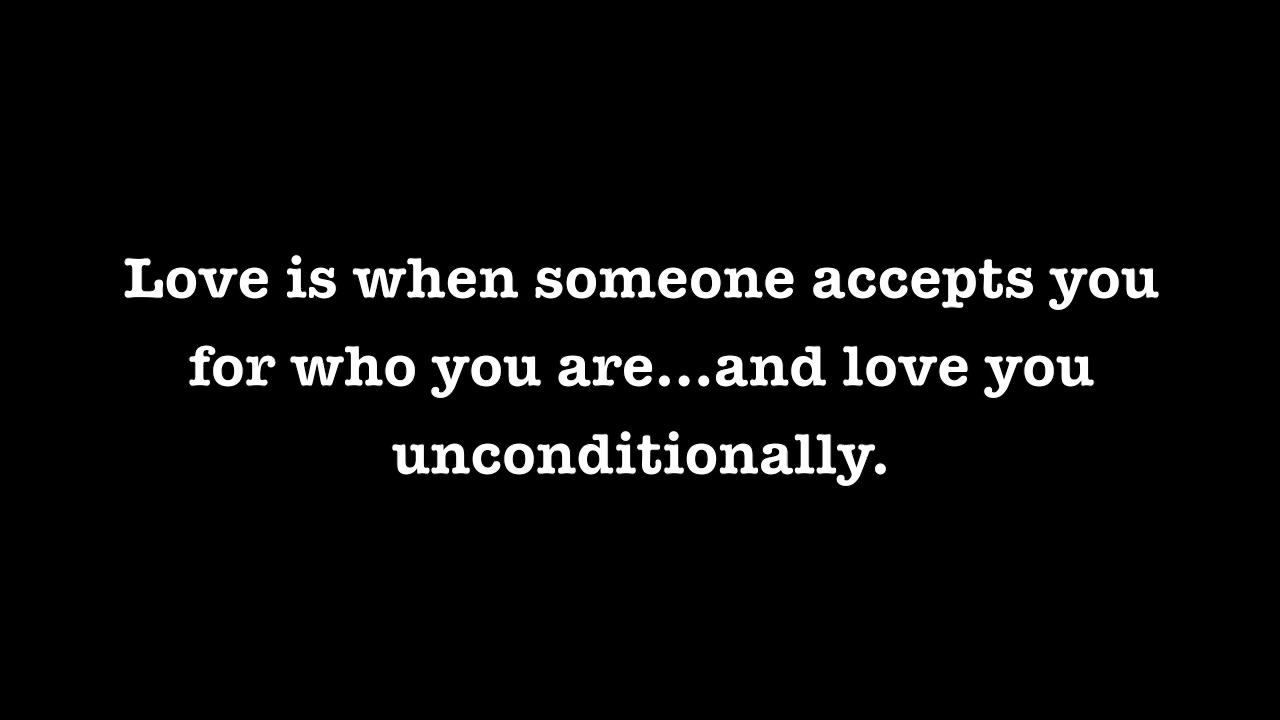 Love is when someone accepts you
for who you are...and love you
unconditionally.